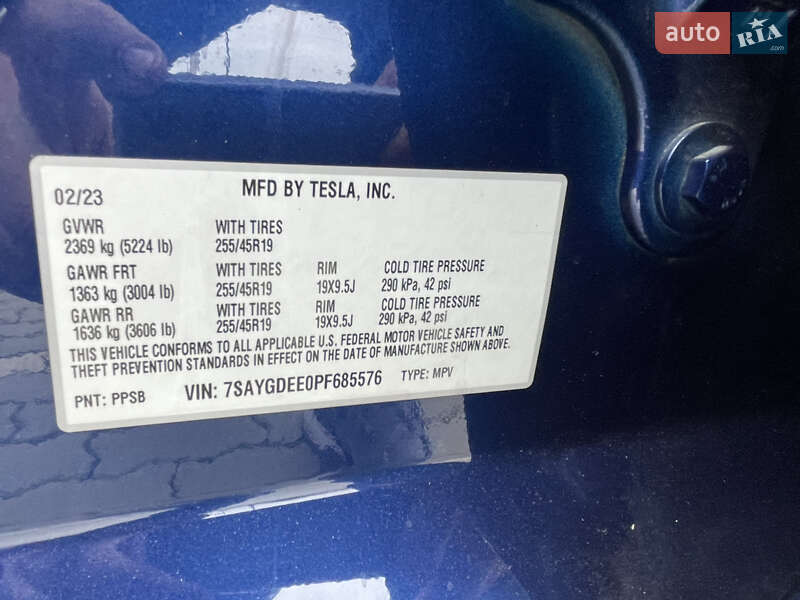 auto RIA
.com
02/23 MFD BY TESLA, INC.
GVWR WITH TIRES
2369 kg (5224 lb) 255/45R19
GAWR FRT WITH TIRES RIM COLD TIRE PRESSURE
1363 kg (3004 lb) 255/45R19 19X9.5J 290 kPa, 42 psi
GAWR RR WITH TIRES RIM COLD TIRE PRESSURE
1636 kg (3606 lb) 255/45R19 19X9.5J 290 kPa, 42 psi
THIS VEHICLE CONFORMS TO ALL APPLICABLE U.S. FEDERAL MOTOR VEHICLE SAFETY AND
THEFT PREVENTION STANDARDS IN EFFECT ON THE DATE OF MANUFACTURE SHOWN ABOVE.
PNT: PPSB VIN: 7SAYGDEE0PF685576 TYPE: MPV